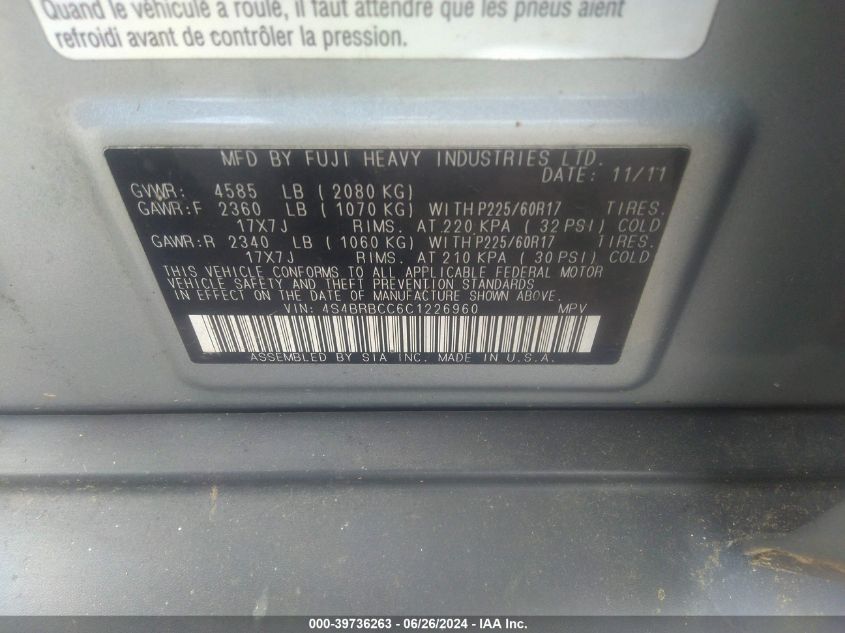 Quand le véhicule a roulé, il faut attendre que les pneus aient
refroidi avant de contrôler la pression.
MFD BY FUJI HEAVY INDUSTRIES LTD.
DATE: 11/11
GVWR: 4585 LB ( 2080 KG)
GAWR:F 2360 LB ( 1070 KG) WITH P225/60R17 TIRES.
17X7J RIMS. AT 220 KPA ( 32 PSI) COLD
GAWR:R 2340 LB ( 1060 KG) WITH P225/60R17 TIRES.
17X7J RIMS. AT 210 KPA ( 30 PSI) COLD
THIS VEHICLE CONFORMS TO ALL APPLICABLE FEDERAL MOTOR
VEHICLE SAFETY AND THEFT PREVENTION STANDARDS
IN EFFECT ON THE DATE OF MANUFACTURE SHOWN ABOVE.
VIN: 4S4BRBCC6C1226960 MPV
ASSEMBLED BY SIA INC. MADE IN U.S.A.
000-39736263 - 06/26/2024 - IAA Inc.